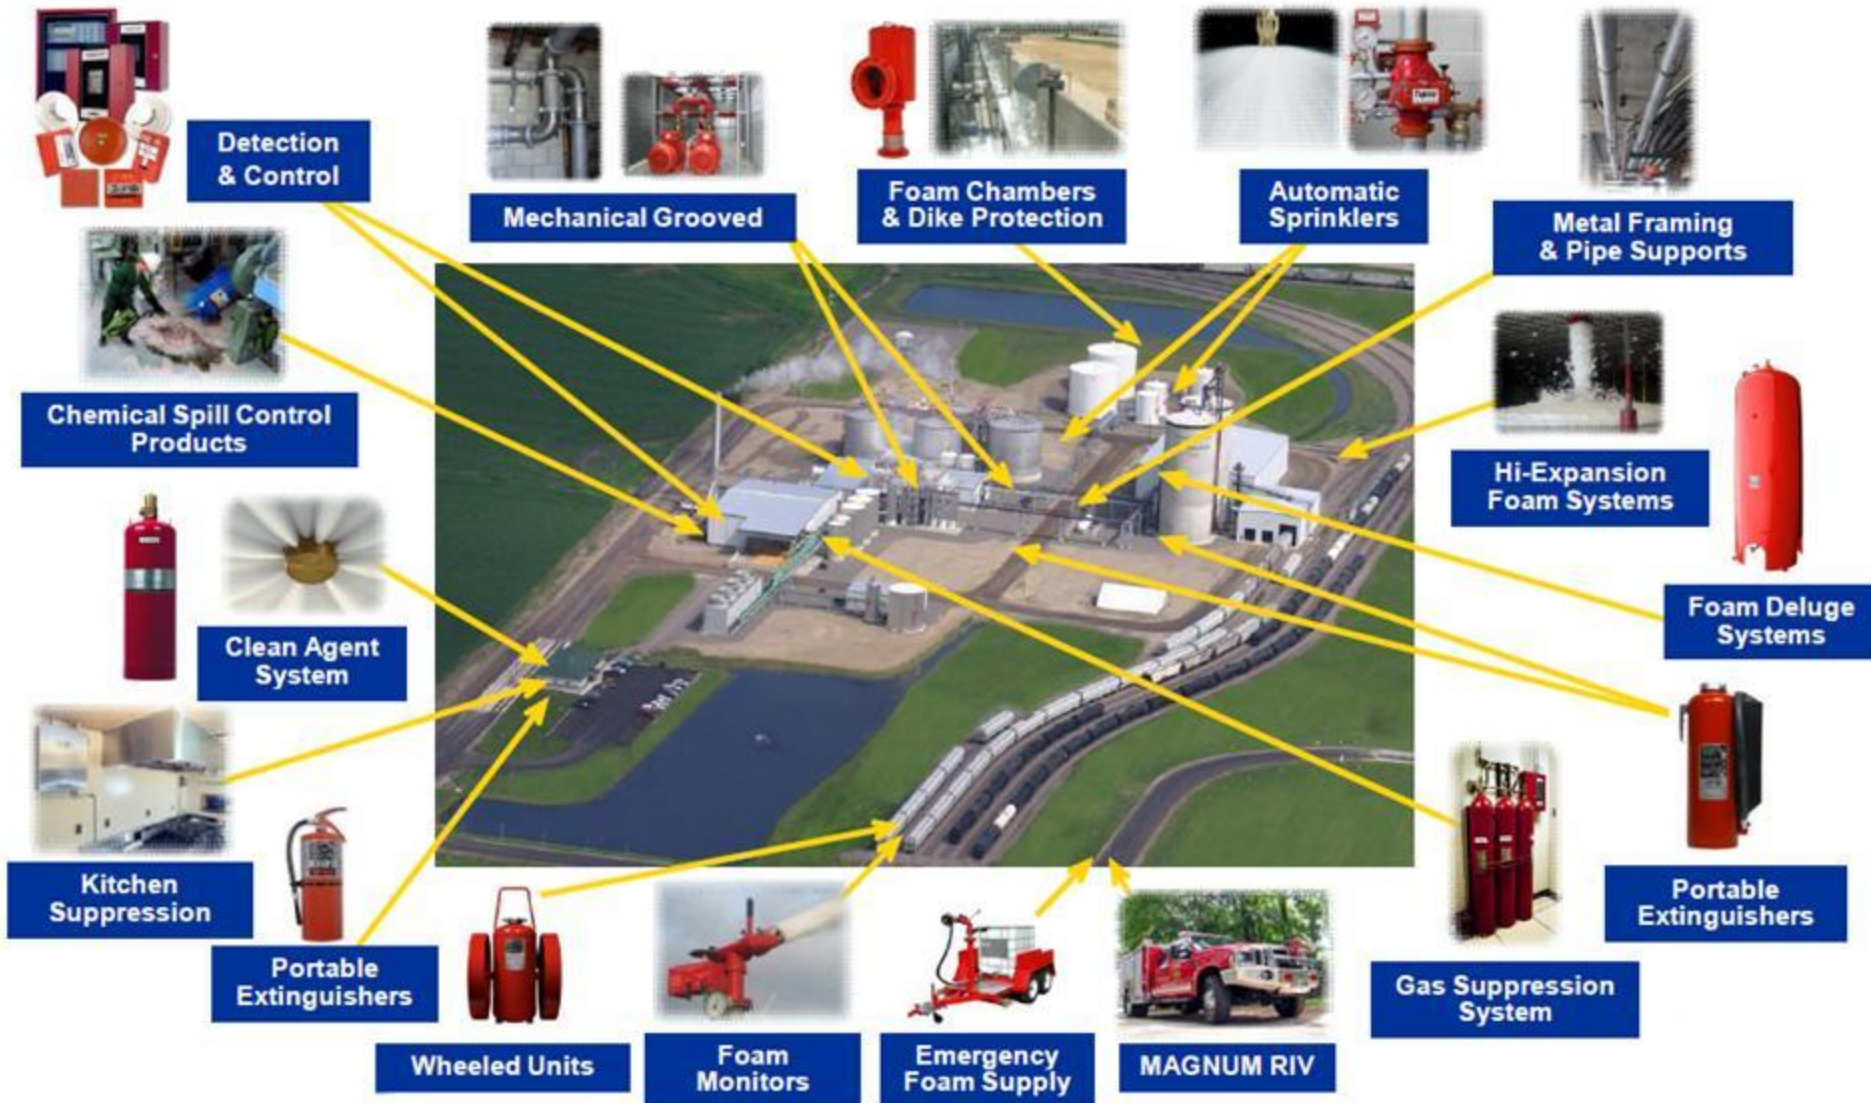 Detection
& Control
Mechanical Grooved
Foam Chambers
& Dike Protection
Automatic
Sprinklers
Metal Framing
& Pipe Supports
Chemical Spill Control
Products
Hi-Expansion
Foam Systems
Clean Agent
System
Foam Deluge
Systems
Kitchen
Suppression
Portable
Extinguishers
Portable
Extinguishers
Gas Suppression
System
Wheeled Units
Foam
Monitors
Emergency
Foam Supply
MAGNUM RIV